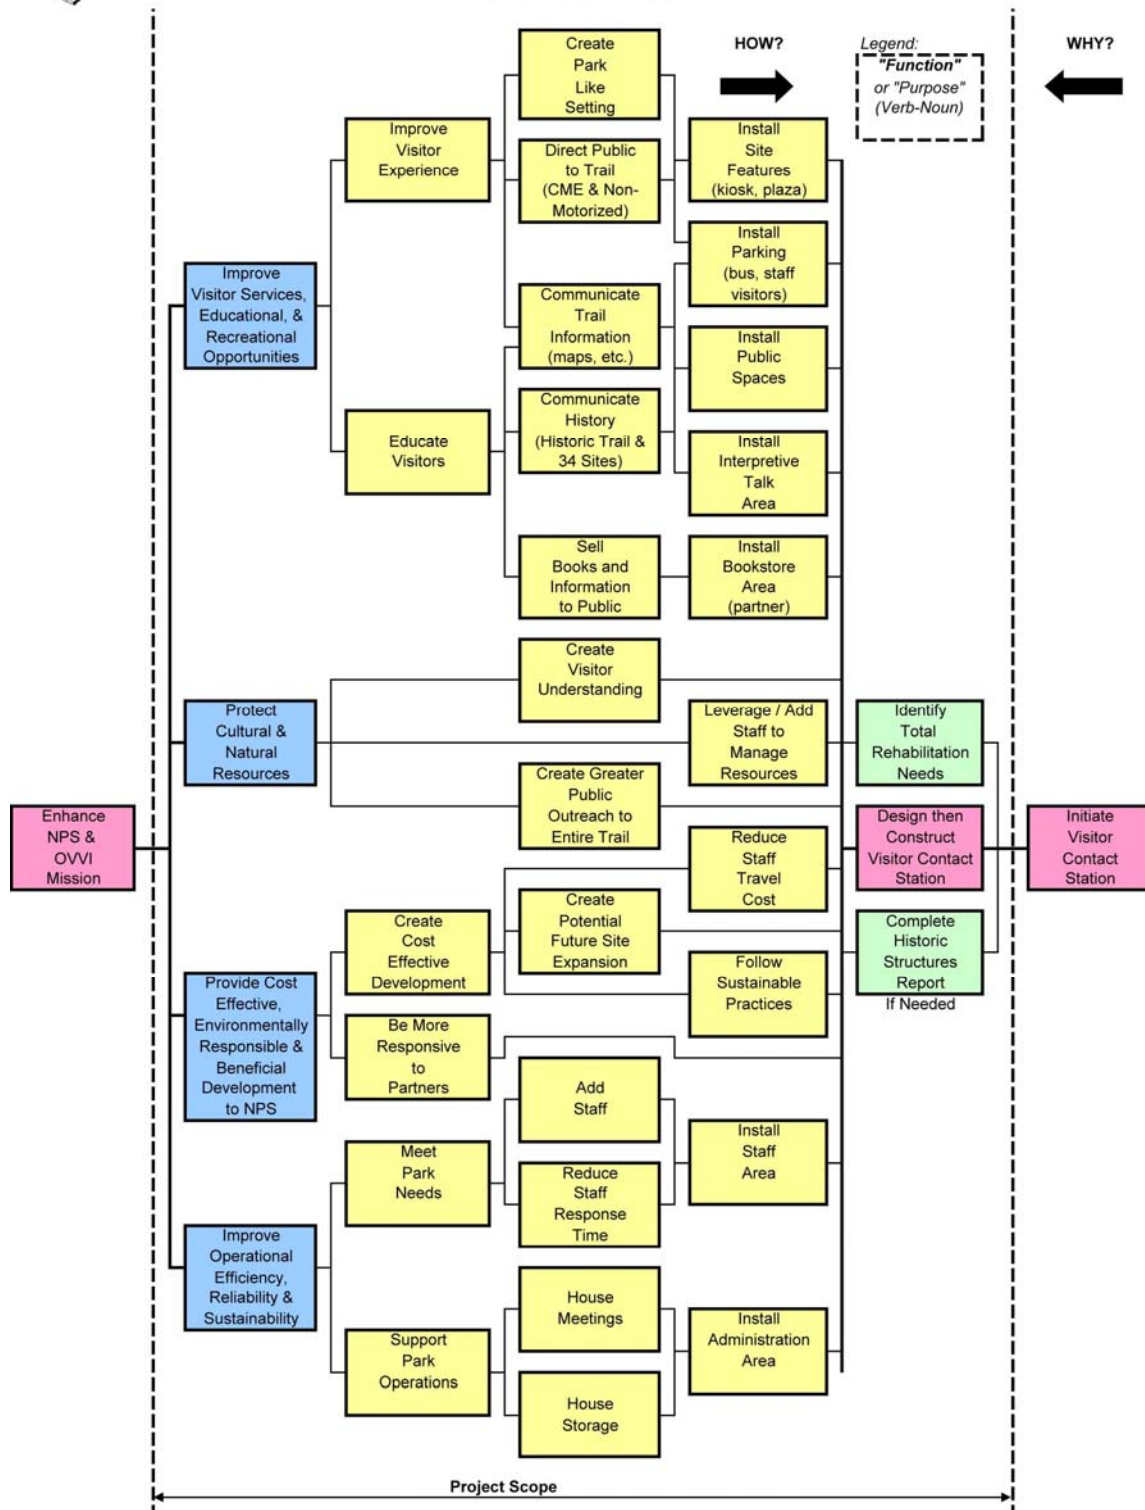 HOW?
Legend:
"Function"
or "Purpose"
(Verb-Noun)
WHY?
Create
Park
Like
Setting
Improve
Visitor
Experience
Direct Public
to Trail
(CME & Non-
Motorized)
Install
Site
Features
(kiosk, plaza)
Install
Parking
(bus, staff
visitors)
Improve
Visitor Services,
Educational, &
Recreational
Opportunities
Communicate
Trail
Information
(maps, etc.)
Install
Public
Spaces
Educate
Visitors
Communicate
History
(Historic Trail &
34 Sites)
Install
Interpretive
Talk
Area
Sell
Books and
Information
to Public
Install
Bookstore
Area
(partner)
Create
Visitor
Understanding
Protect
Cultural &
Natural
Resources
Leverage / Add
Staff to
Manage
Resources
Identify
Total
Rehabilitation
Needs
Create Greater
Public
Outreach to
Entire Trail
Enhance
NPS &
OVVI
Mission
Design then
Construct
Visitor Contact
Station
Initiate
Visitor
Contact
Station
Reduce
Staff
Travel
Cost
Create
Cost
Effective
Development
Create
Potential
Future Site
Expansion
Complete
Historic
Structures
Report
If Needed
Follow
Sustainable
Practices
Provide Cost
Effective,
Environmentally
Responsible &
Beneficial
Development
to NPS
Be More
Responsive
to
Partners
Add
Staff
Meet
Park
Needs
Install
Staff
Area
Reduce
Staff
Response
Time
Improve
Operational
Efficiency,
Reliability &
Sustainability
House
Meetings
Support
Park
Operations
Install
Administration
Area
House
Storage
Project Scope